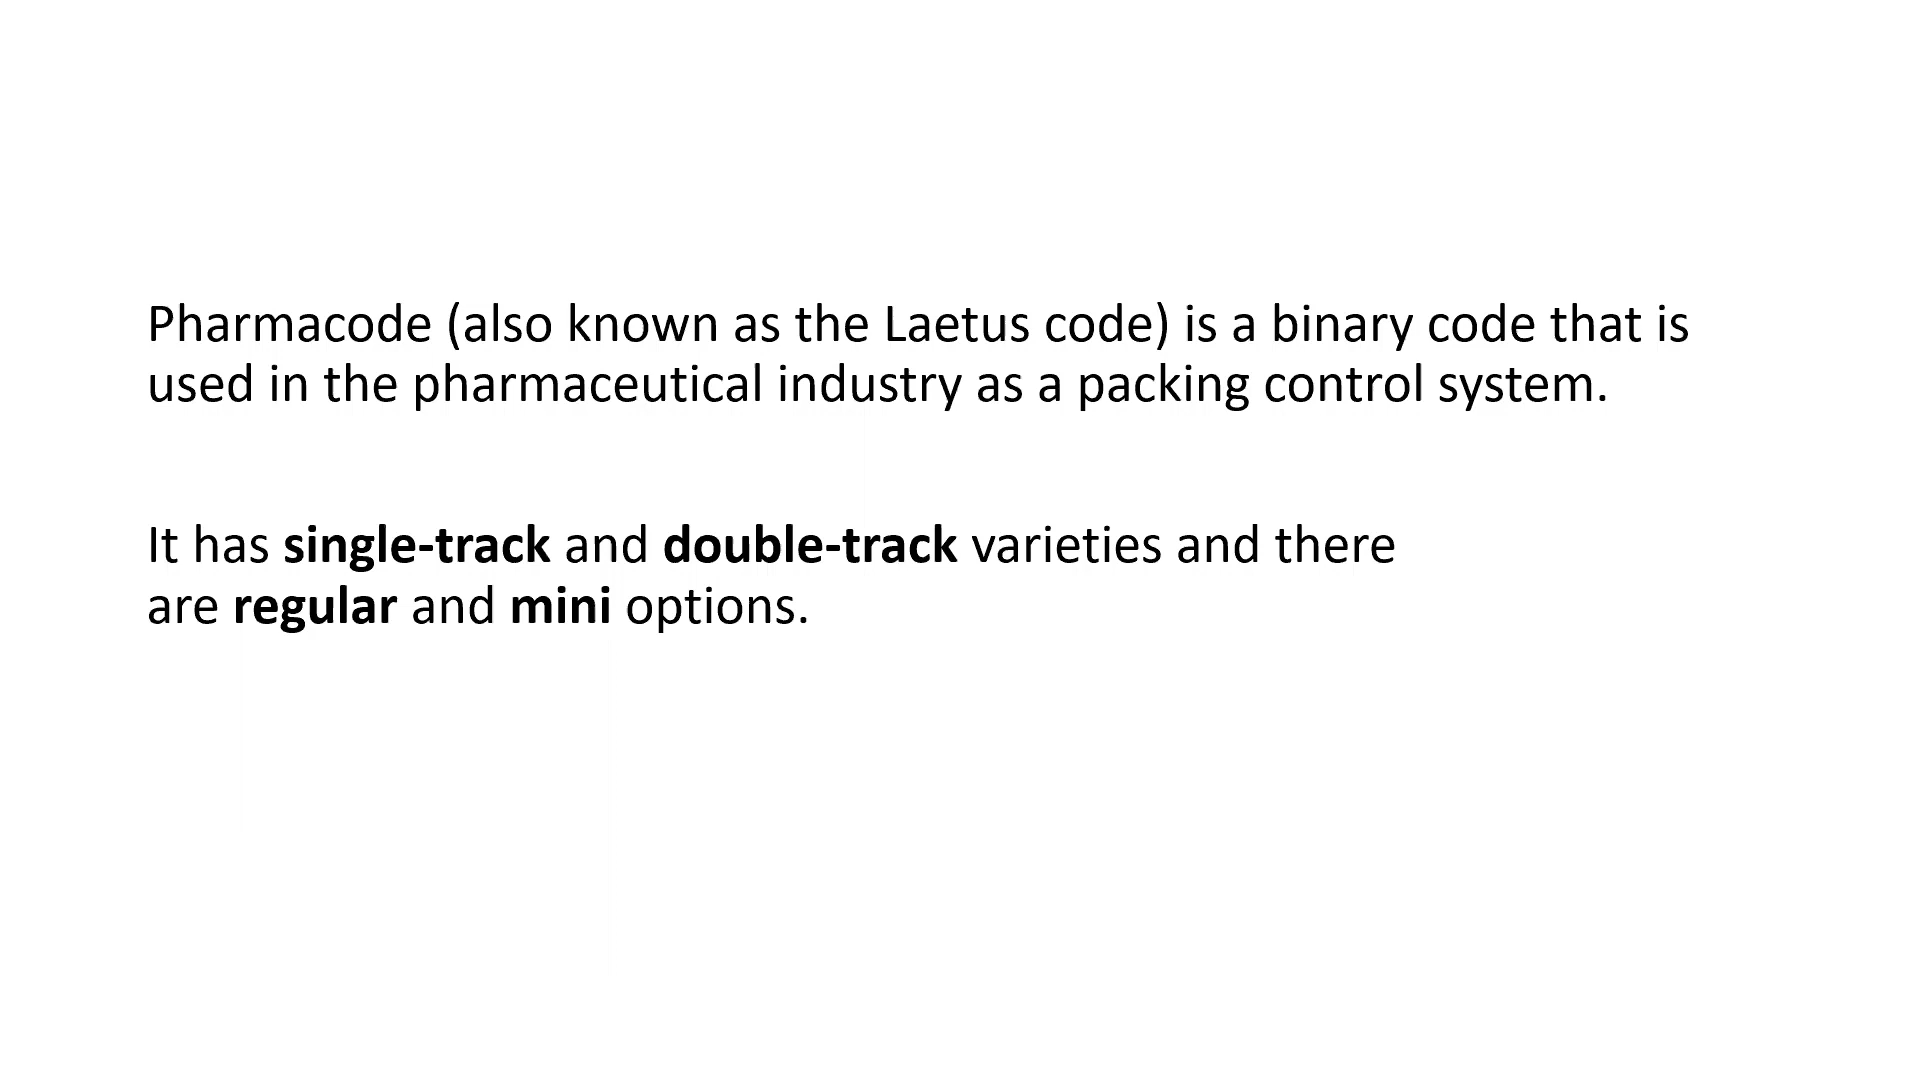 Pharmacode (also known as the Laetus code) is a binary code that is
used in the pharmaceutical industry as a packing control system.
It has single-track and double-track varieties and there
are regular and mini options.